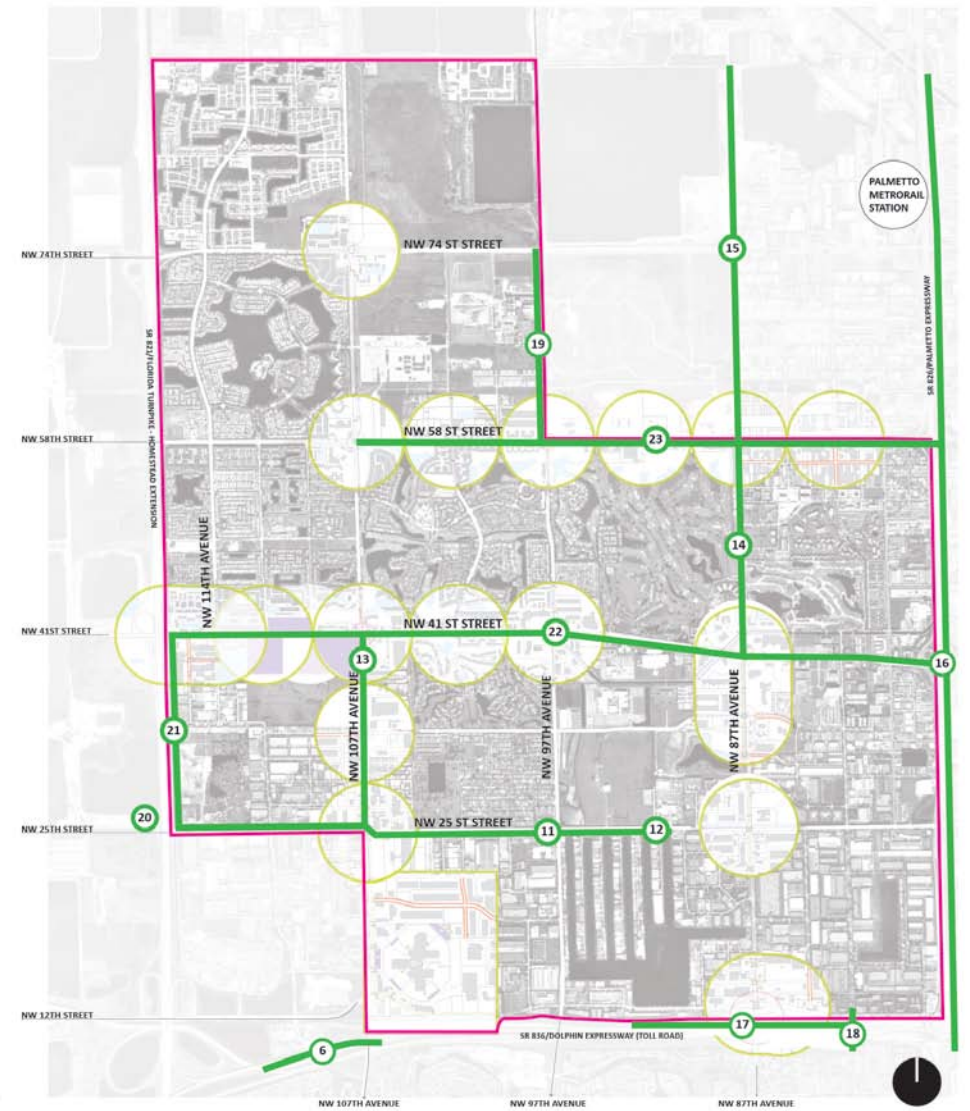 PALMETTO
METRORAIL
STATION
NW 74 ST STREET
NW 74TH STREET
15
SR 826/PALMETTO EXPRESSWAY
SR 821/FLORIDA TURNPIKE - HOMESTEAD EXTENSION
19
NW 58 ST STREET
23
NW 58TH STREET
NW 114TH AVENUE
14
NW 41 ST STREET
22
NW 41ST STREET
13
16
NW 107TH AVENUE
NW 97TH AVENUE
NW 87TH AVENUE
21
20
NW 25 ST STREET
11
12
NW 25TH STREET
NW 12TH STREET
17
18
SR 836/DOLPHIN EXPRESSWAY (TOLL ROAD)
6
NW 107TH AVENUE
NW 97TH AVENUE
NW 87TH AVENUE